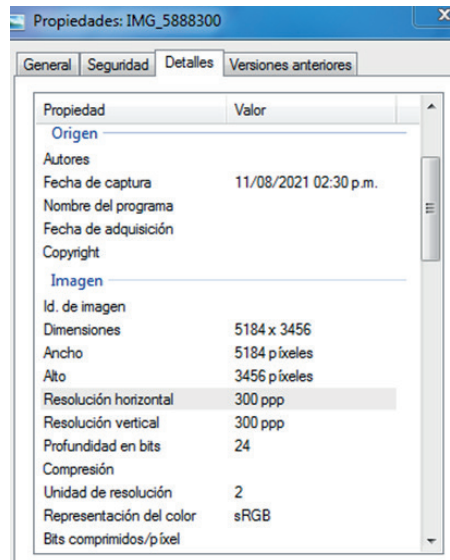 Propiedades: IMG_5888300
General Seguridad Detalles Versiones anteriores
Propiedad Valor
Origen
Autores
Fecha de captura 11/08/2021 02:30 p.m.
Nombre del programa
Fecha de adquisición
Copyright
Imagen
Id. de imagen
Dimensiones 5184 x 3456
Ancho 5184 píxeles
Alto 3456 píxeles
Resolución horizontal 300 ppp
Resolución vertical 300 ppp
Profundidad en bits 24
Compresión
Unidad de resolución 2
Representación del color sRGB
Bits comprimidos/píxel